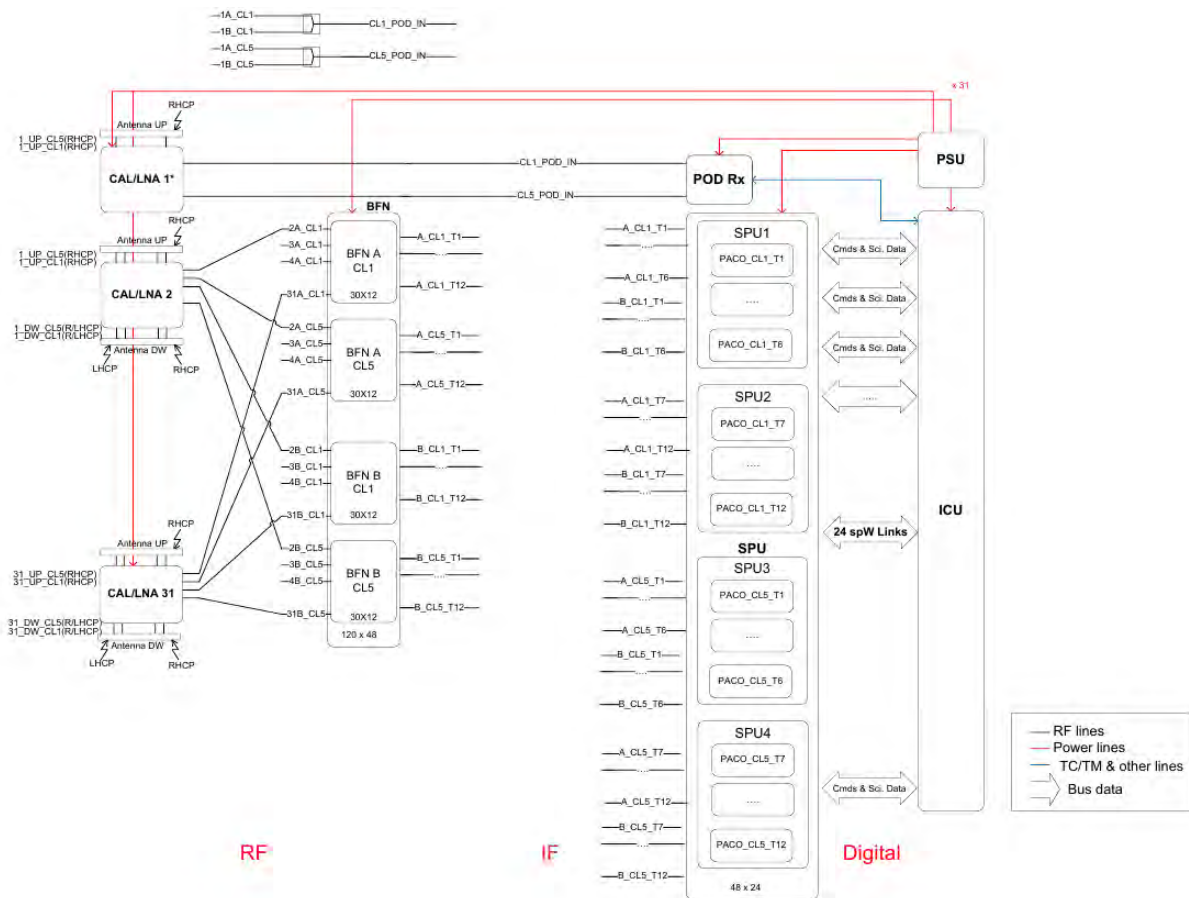 1A_CL1
1B_CL1
CL1_POD_IN
1A_CL5
1B_CL5
CL5_POD_IN
x 31
RHCP
Antenna UP
1_UP_CL5(RHCP)
1_UP_CL1(RHCP)
CAL/LNA 1*
CL1_POD_IN
CL5_POD_IN
POD Rx
PSU
BFN
RHCP
Antenna UP
1_UP_CL5(RHCP)
1_UP_CL1(RHCP)
CAL/LNA 2
1_DW_CL5(R/LHCP)
1_DW_CL1(R/LHCP)
Antenna DW
LHCP
RHCP
2A_CL1
3A_CL1
4A_CL1
31A_CL1
BFN A
CL1
30X12
A_CL1_T1
....
A_CL1_T12
2A_CL5
3A_CL5
4A_CL5
31A_CL5
BFN A
CL5
30X12
A_CL5_T1
....
A_CL5_T12
2B_CL1
3B_CL1
4B_CL1
31B_CL1
BFN B
CL1
30X12
B_CL1_T1
....
B_CL1_T12
2B_CL5
3B_CL5
4B_CL5
31B_CL5
BFN B
CL5
30X12
B_CL5_T1
....
B_CL5_T12
120 x 48
RHCP
Antenna UP
31_UP_CL5(RHCP)
31_UP_CL1(RHCP)
CAL/LNA 31
31_DW_CL5(R/LHCP)
31_DW_CL1(R/LHCP)
Antenna DW
LHCP
RHCP
A_CL1_T1
....
A_CL1_T6
B_CL1_T1
....
B_CL1_T6
SPU1
PACO_CL1_T1
....
PACO_CL1_T6
A_CL1_T7
....
A_CL1_T12
B_CL1_T7
....
B_CL1_T12
SPU2
PACO_CL1_T7
....
PACO_CL1_T12
SPU
A_CL5_T1
....
A_CL5_T6
B_CL5_T1
....
B_CL5_T6
SPU3
PACO_CL5_T1
....
PACO_CL5_T6
A_CL5_T7
....
A_CL5_T12
B_CL5_T7
....
B_CL5_T12
SPU4
PACO_CL5_T7
....
PACO_CL5_T12
48 x 24
Cmds & Sci. Data
Cmds & Sci. Data
Cmds & Sci. Data
.....
24 spW Links
Cmds & Sci. Data
ICU
RF lines
Power lines
TC/TM & other lines
Bus data
RF
IF
Digital